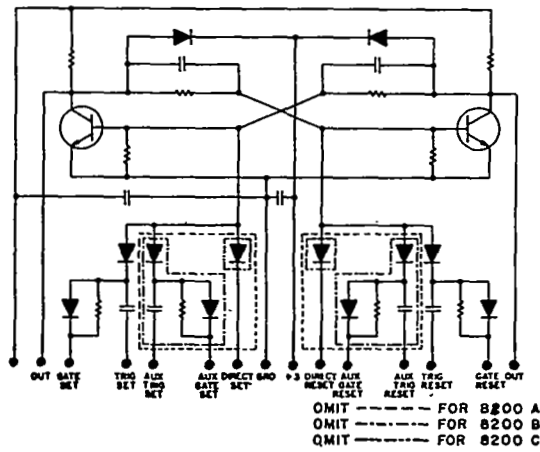 OUT GATE SET TRIG SET AUX TRIG SET AUX GATE SET DIRECT SET GRD +3 DIRECT RESET AUX GATE RESET AUX TRIG RESET TRIG RESET GATE RESET OUT
OMIT FOR 8200 A
OMIT FOR 8200 B
OMIT FOR 8200 C